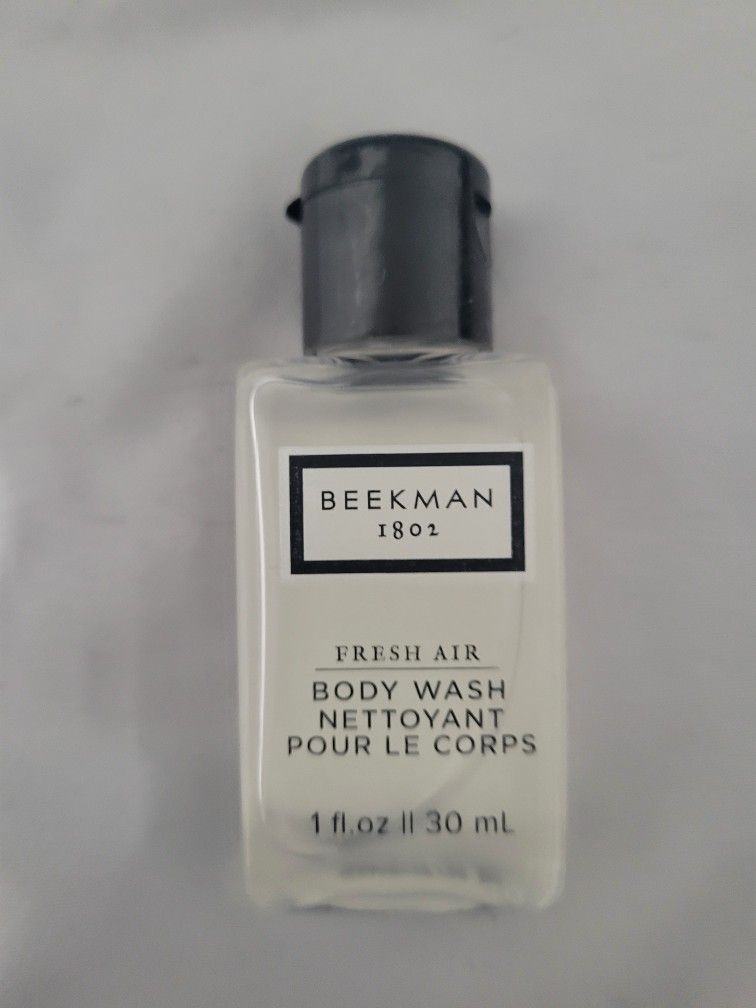 BEEKMAN
1802
FRESH AIR
BODY WASH
NETTOYANT
POUR LE CORPS
1 fl.oz || 30 mL